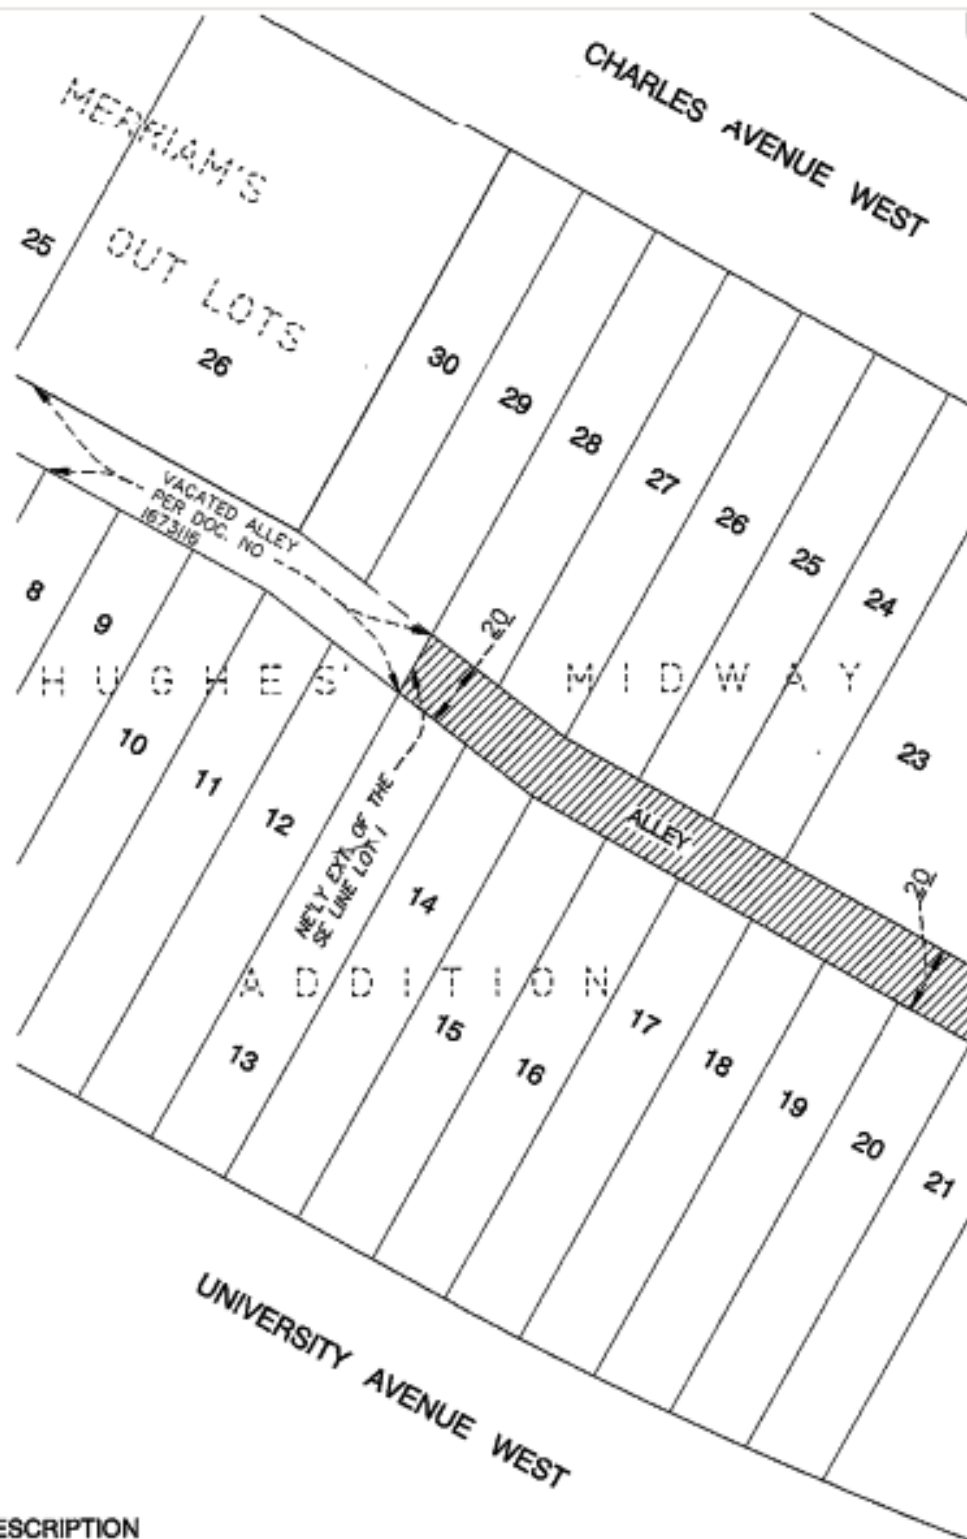 CHARLES AVENUE WEST
MERRIAM'S
OUT LOTS
25
26
30
29
28
27
26
25
24
23
VACATED ALLEY
PER DOC. NO
1673116
20
8
9
HUGHES' MIDWAY
10
11
12
NE'LY EXT. OF THE
SE LINE LOT 1
ALLEY
20
14
ADDITION
13
15
16
17
18
19
20
21
UNIVERSITY AVENUE WEST
ESCRIPTION